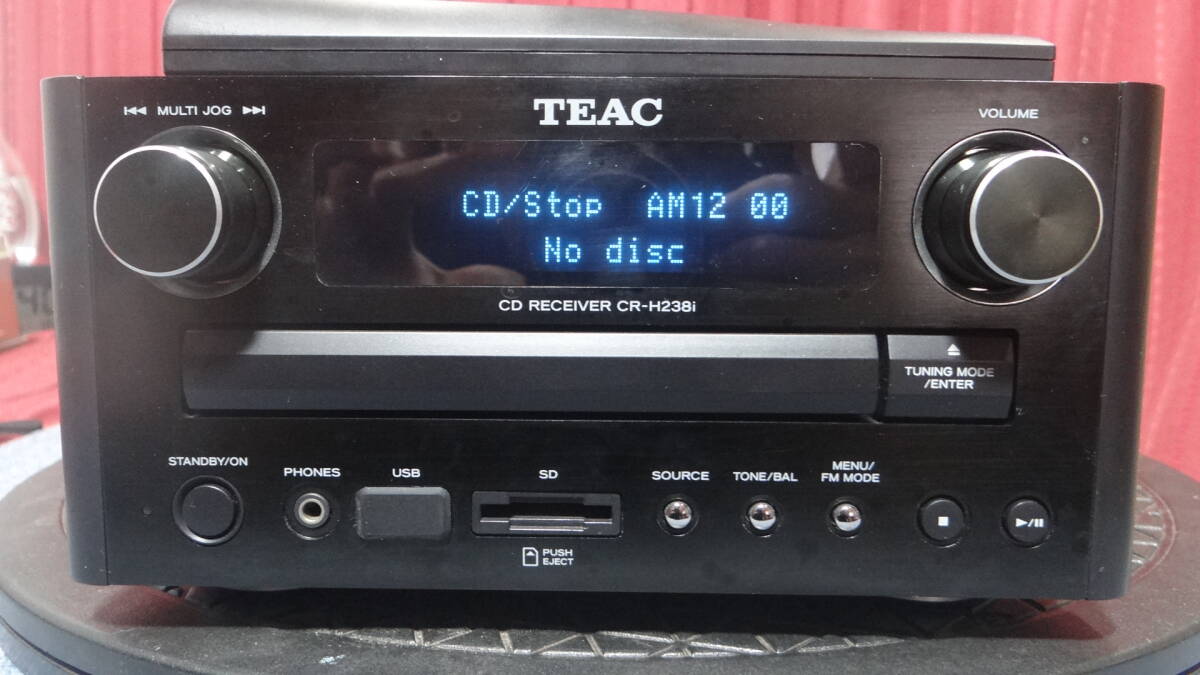 MULTI JOG
TEAC
VOLUME
CD/Stop AM12 00
No disc
CD RECEIVER CR-H238i
TUNING MODE
/ENTER
STANDBY/ON
PHONES
USB
SD
SOURCE
TONE/BAL
MENU/
FM MODE
PUSH
EJECT